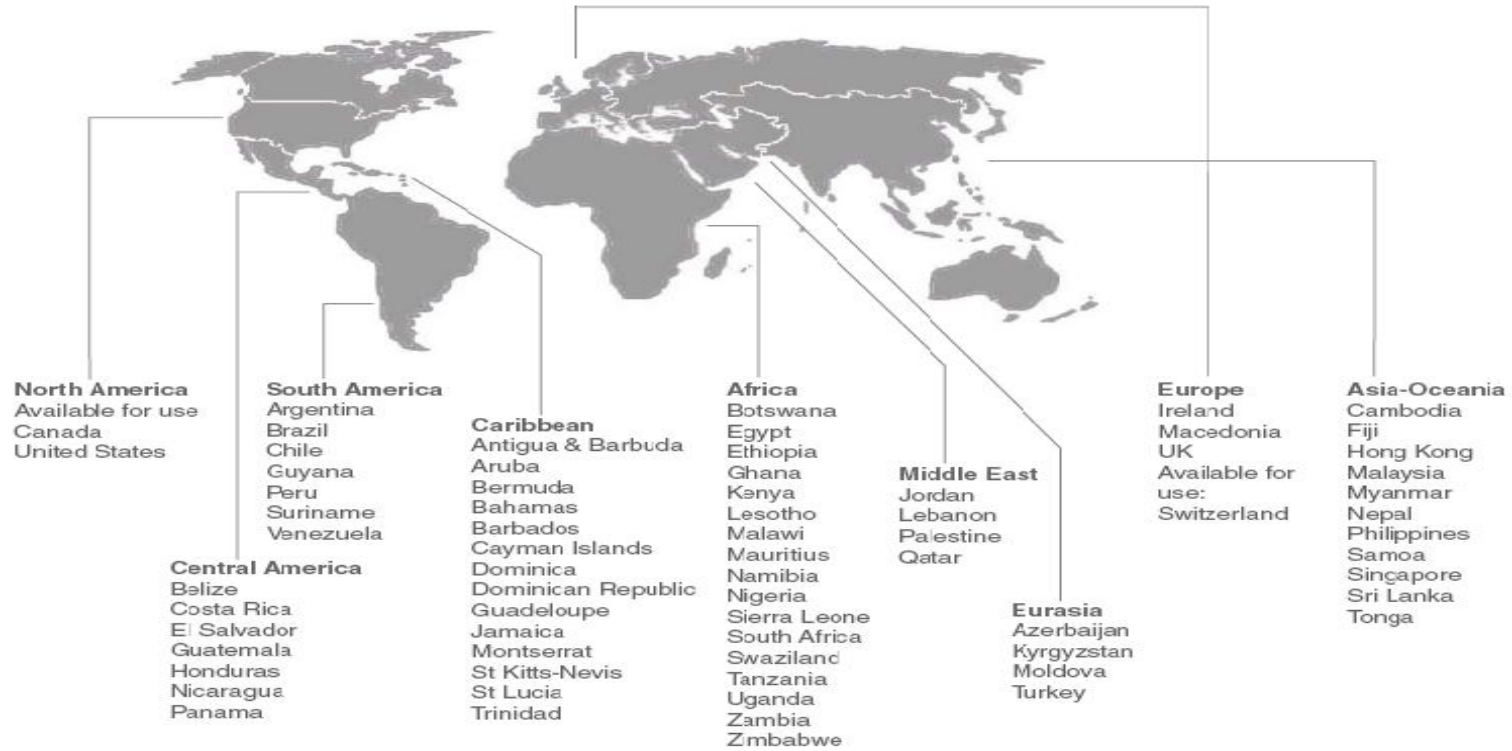 North America
Available for use
Canada
United States
South America
Argentina
Brazil
Chile
Guyana
Peru
Suriname
Venezuela
Central America
Belize
Costa Rica
El Salvador
Guatemala
Honduras
Nicaragua
Panama
Caribbean
Antigua & Barbuda
Aruba
Bermuda
Bahamas
Barbados
Cayman Islands
Dominica
Dominican Republic
Guadeloupe
Jamaica
Montserrat
St Kitts-Nevis
St Lucia
Trinidad
Africa
Botswana
Egypt
Ethiopia
Ghana
Kenya
Lesotho
Malawi
Mauritius
Namibia
Nigeria
Sierra Leone
South Africa
Swaziland
Tanzania
Uganda
Zambia
Zimbabwe
Middle East
Jordan
Lebanon
Palestine
Qatar
Eurasia
Azerbaijan
Kyrgyzstan
Moldova
Turkey
Europe
Ireland
Macedonia
UK
Available for
use:
Switzerland
Asia-Oceania
Cambodia
Fiji
Hong Kong
Malaysia
Myanmar
Nepal
Philippines
Samoa
Singapore
Sri Lanka
Tonga